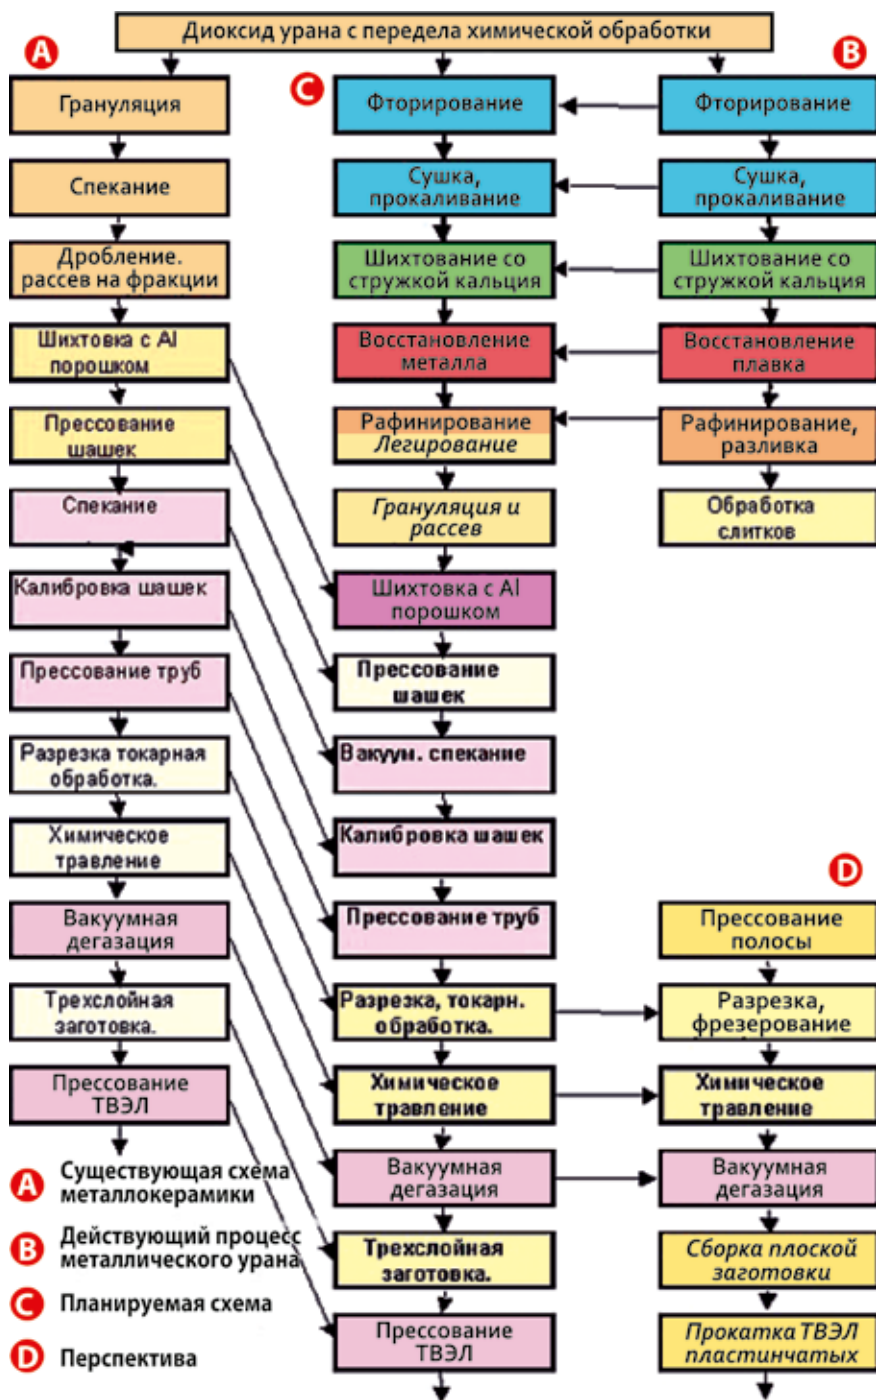 Диоксид урана с передела химической обработки
A
Грануляция
Спекание
Дробление.
рассев на фракции
Шихтовка с Al
порошком
Прессование
шашек
Спекание
Калибровка шашек
Прессование труб
Разрезка токарная
обработка.
Химическое
травление
Вакуумная
дегазация
Трехслойная
заготовка.
Прессование
ТВЭЛ
C
Фторирование
Сушка,
прокаливание
Шихтование со
стружкой кальция
Восстановление
металла
Рафинирование
Легирование
Грануляция и
рассев
Шихтовка с Al
порошком
Прессование
шашек
Вакуум. спекание
Калибровка шашек
Прессование труб
Разрезка, токарн.
обработка.
Химическое
травление
Вакуумная
дегазация
Трехслойная
заготовка.
Прессование
ТВЭЛ
B
Фторирование
Сушка,
прокаливание
Шихтование со
стружкой кальция
Восстановление
плавка
Рафинирование,
разливка
Обработка
слитков
D
Прессование
полосы
Разрезка,
фрезерование
Химическое
травление
Вакуумная
дегазация
Сборка плоской
заготовки
Прокатка ТВЭЛ
пластинчатых
A Существующая схема
металлокерамики
B Действующий процесс
металлического урана
C Планируемая схема
D Перспектива